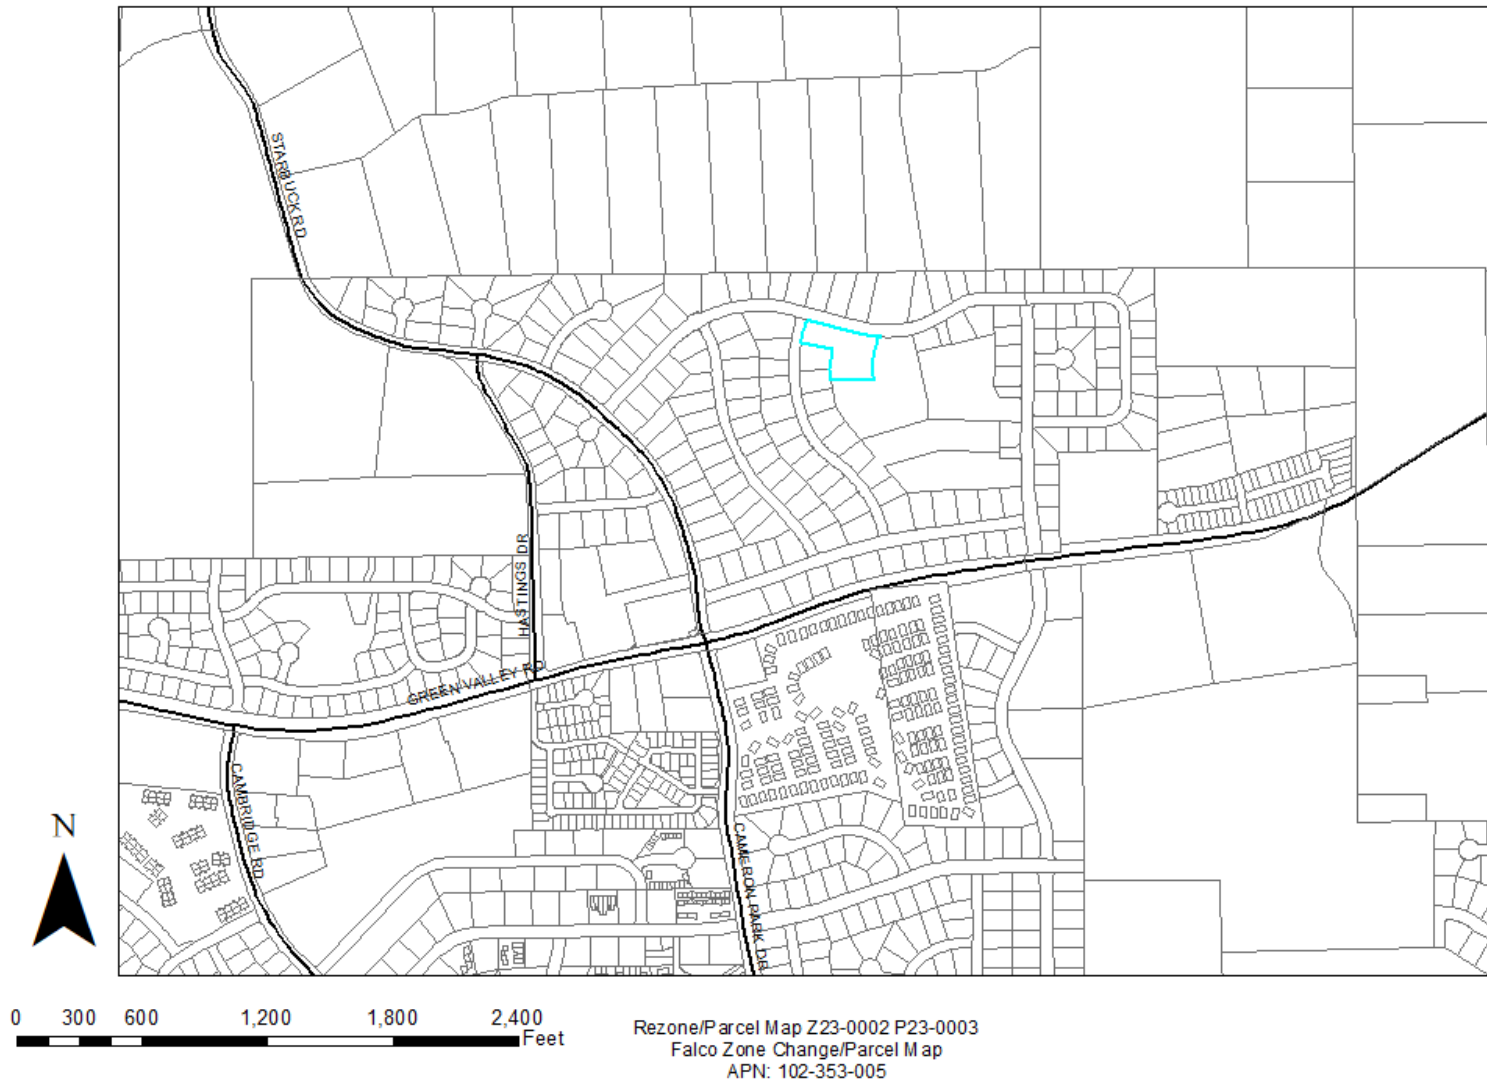 STARBUCK RD
HASTINGS DR
GREEN VALLEY RD
CAMBRIDGE RD
CAMERON PARK DR
N
0 300 600 1,200 1,800 2,400
Feet
Rezone/Parcel Map Z23-0002 P23-0003
Falco Zone Change/Parcel Map
APN: 102-353-005